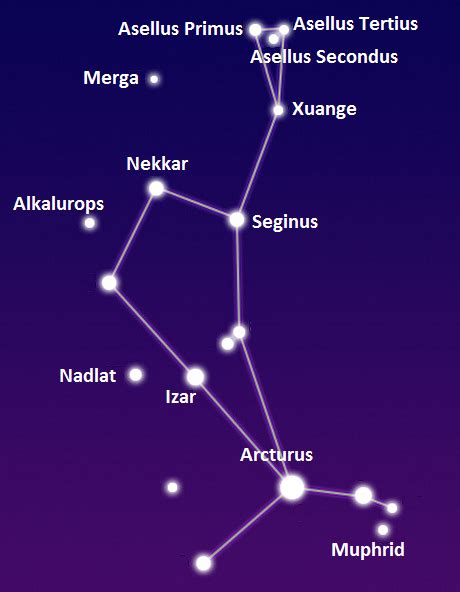 Asellus Primus
Asellus Tertius
Asellus Secondus
Merga
Xuange
Nekkar
Alkalurops
Seginus
Nadlat
Izar
Arcturus
Muphrid